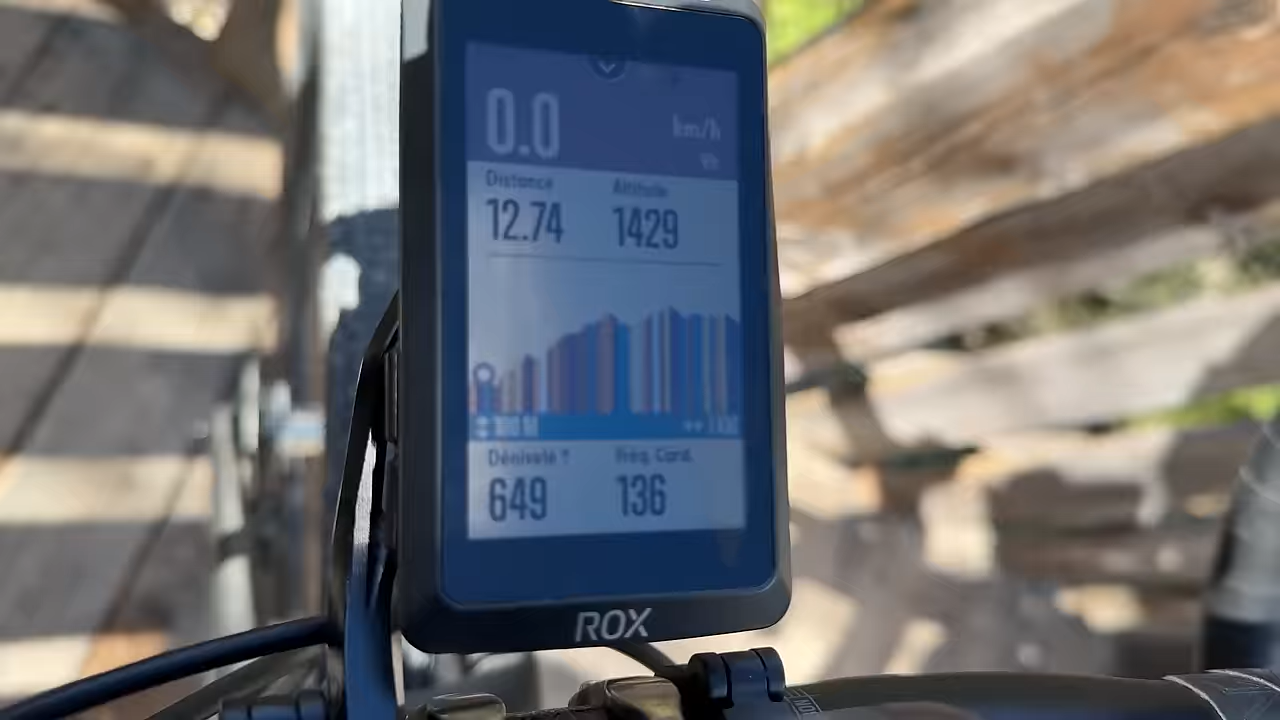 0.0 km/h
Distance Altitude
12.74 1429
Dénivelé ↑ Fréq. Card.
649 136
ROX